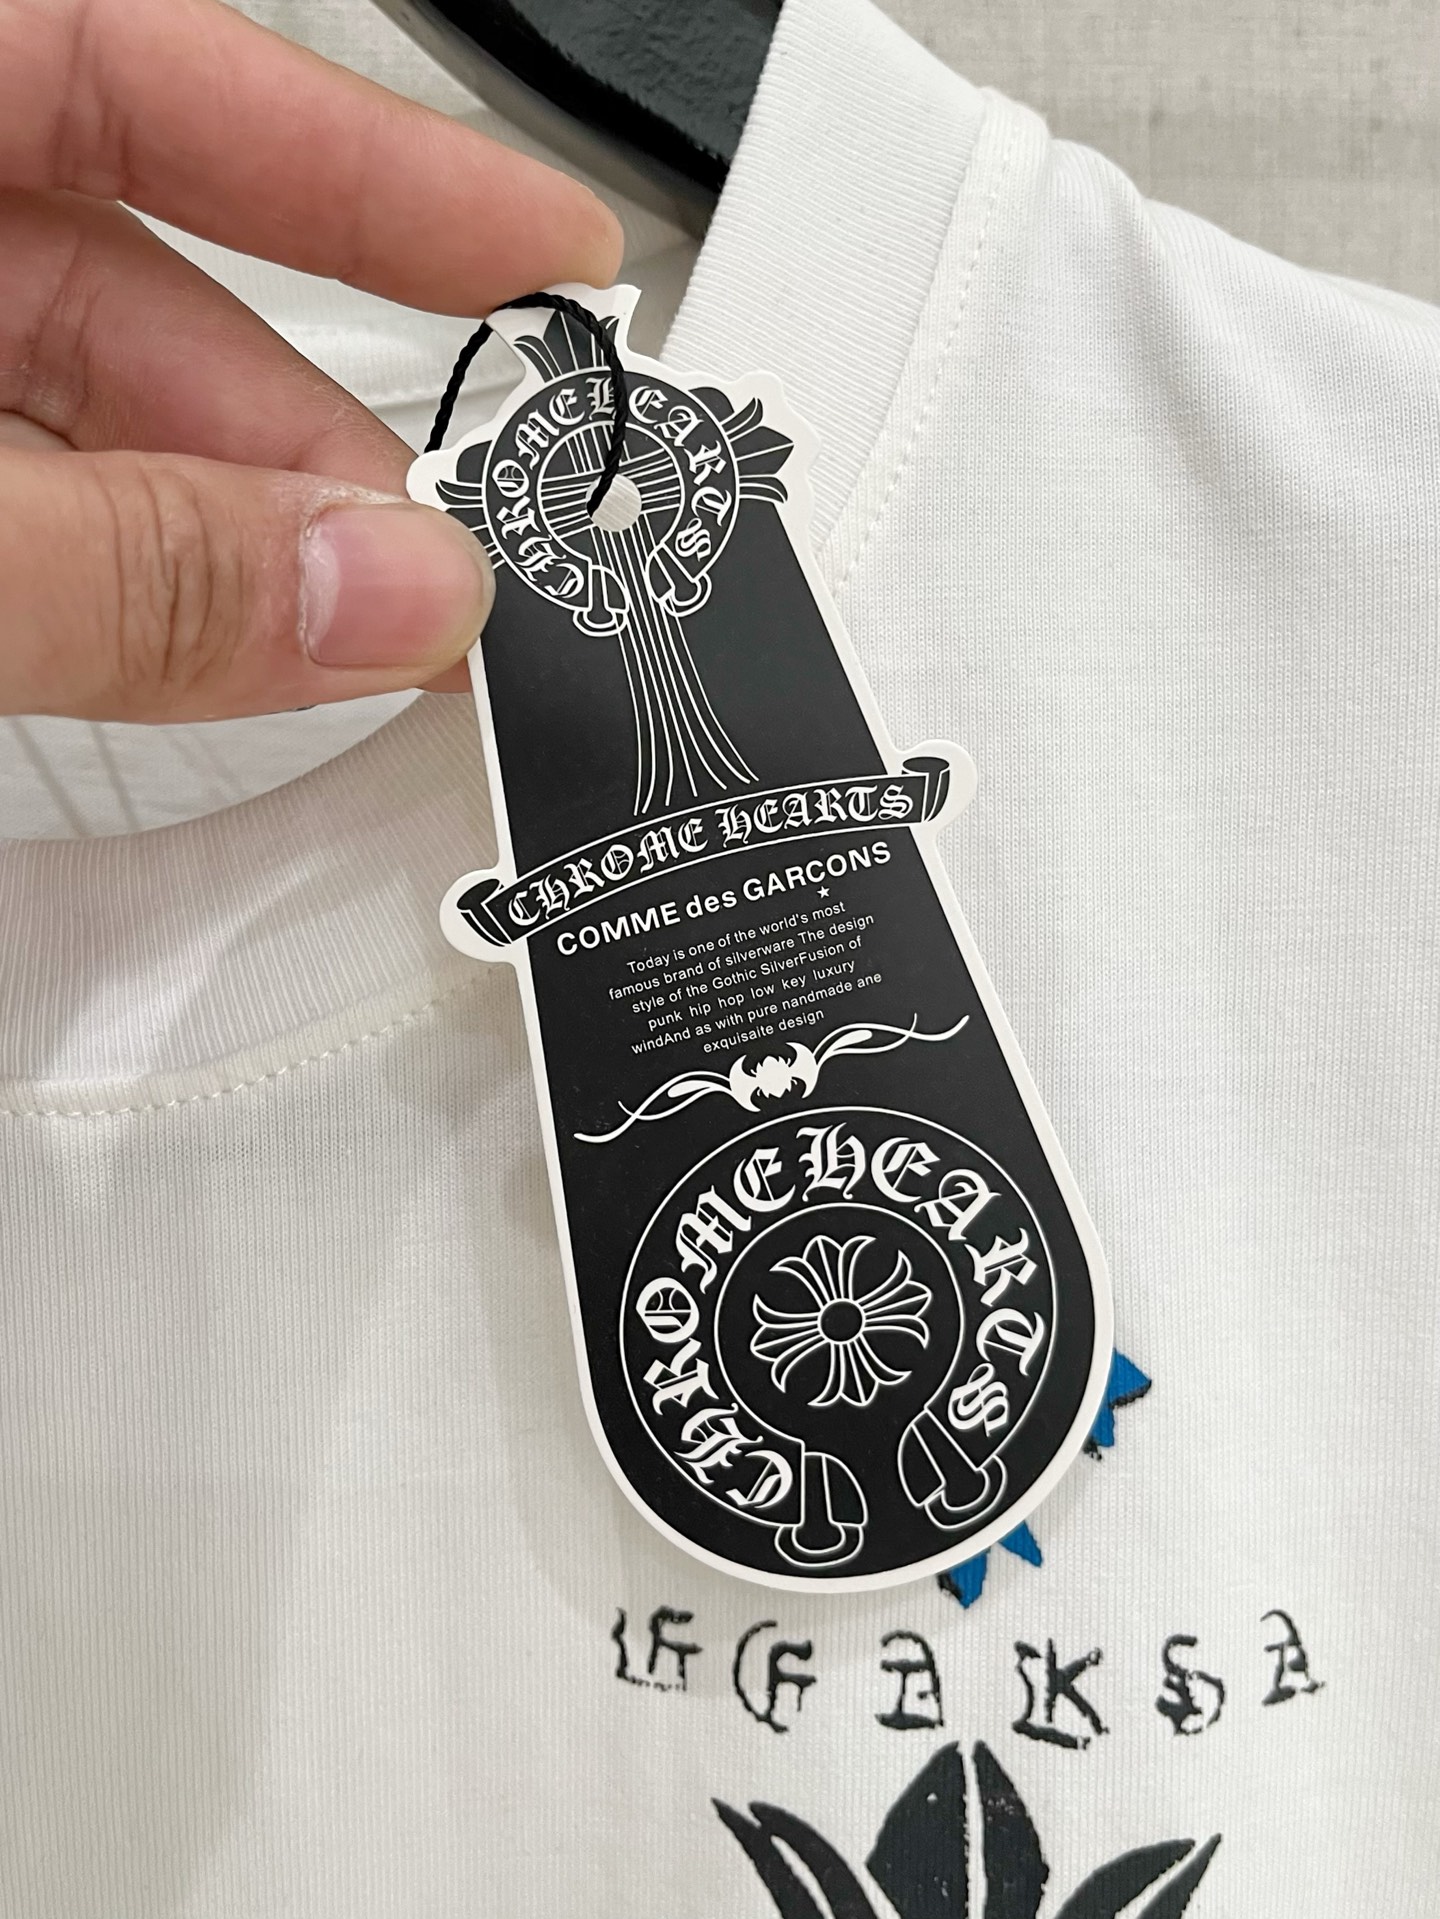 CHROME HEARTS
CHROME HEARTS
COMME des GARCONS
Today is one of the world's most
famous brand of silverware The design
style of the Gothic SilverFusion of
punk hip hop low key luxury
windAnd as with pure nandmade ane
exquisaite design
CHROME HEARTS